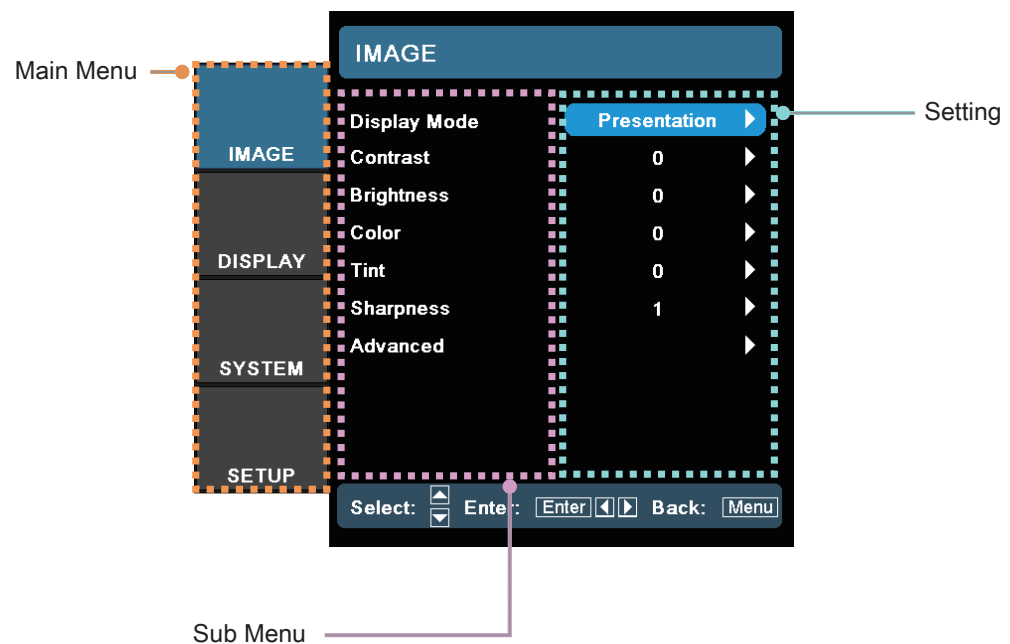 IMAGE
Main Menu
Setting
Display Mode Presentation
IMAGE
Contrast 0
Brightness 0
Color 0
DISPLAY
Tint 0
Sharpness 1
Advanced
SYSTEM
SETUP
Select: Enter: Enter Back: Menu
Sub Menu